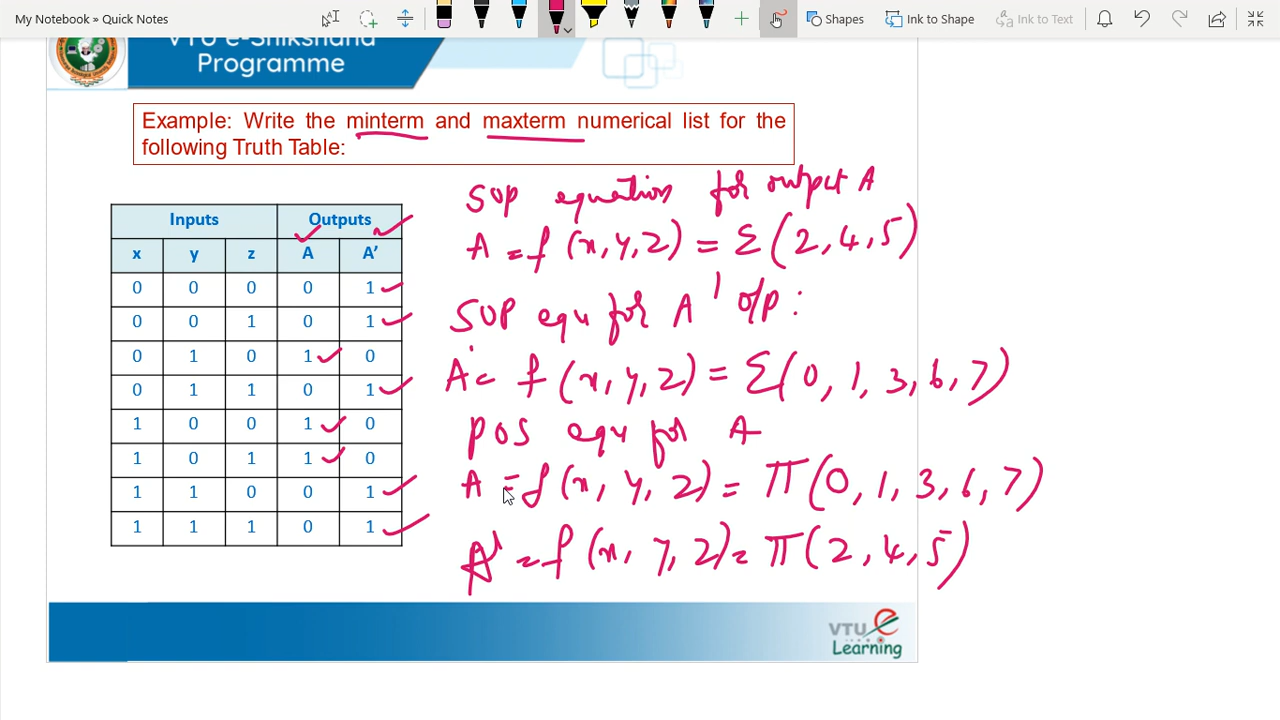 My Notebook » Quick Notes
Shapes
Ink to Shape
Ink to Text
VTU e-Shikshana
Programme
Example: Write the minterm and maxterm numerical list for the
following Truth Table:
Inputs Outputs
x y z A A’
0 0 0 0 1
0 0 1 0 1
0 1 0 1 0
0 1 1 0 1
1 0 0 1 0
1 0 1 1 0
1 1 0 0 1
1 1 1 0 1
SOP equation for output A
A = f (x, y, z) = Σ(2, 4, 5)
SOP equ for A' o/p :
A' = f (x, y, z) = Σ(0, 1, 3, 6, 7)
POS equ for A
A = f (x, y, z) = π(0, 1, 3, 6, 7)
A' = f (x, y, z) = π(2, 4, 5)
VTU e
Learning